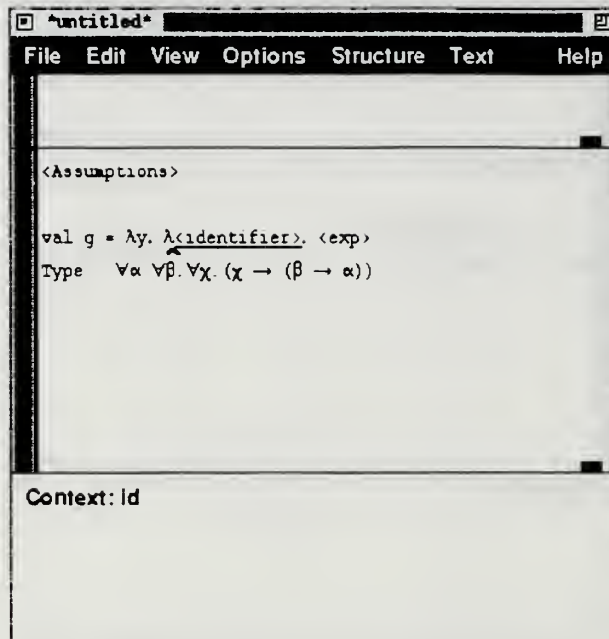 *untitled*
File Edit View Options Structure Text Help
<Assumptions>
val g = λy. λ<identifier>. <exp>
Type ∀α ∀β. ∀χ. (χ → (β → α))
Context: id